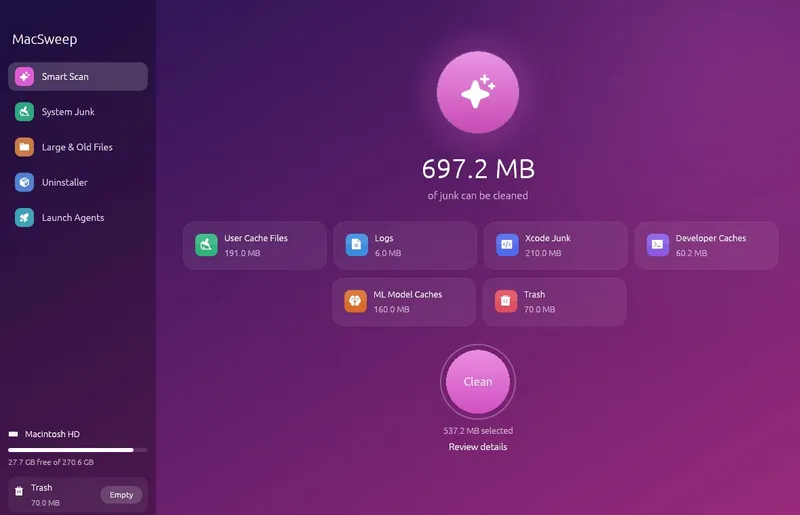 MacSweep
Smart Scan
System Junk
Large & Old Files
Uninstaller
Launch Agents
Macintosh HD
27.7 GB free of 270.6 GB
Trash
70.0 MB
Empty
697.2 MB
of junk can be cleaned
User Cache Files
191.0 MB
Logs
6.0 MB
Xcode Junk
210.0 MB
Developer Caches
60.2 MB
ML Model Caches
160.0 MB
Trash
70.0 MB
Clean
537.2 MB selected
Review details